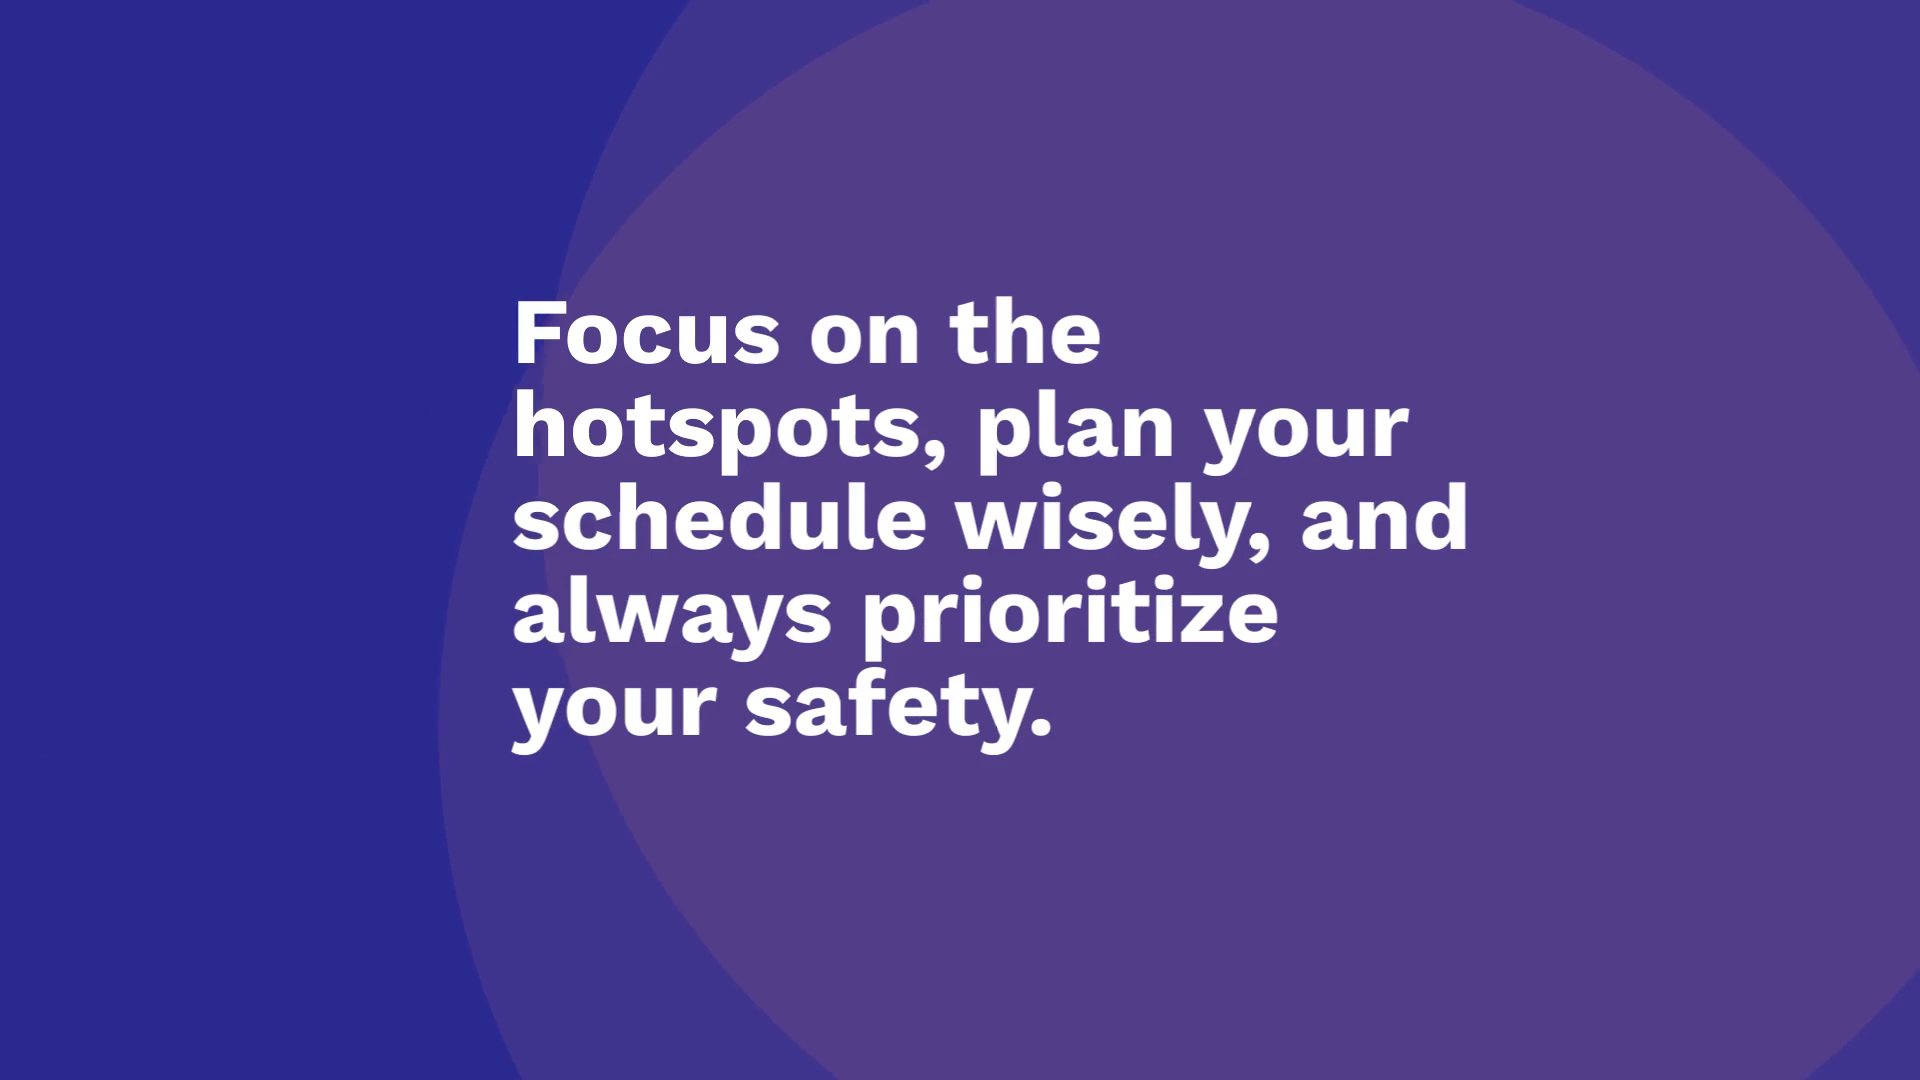 Focus on the
hotspots, plan your
schedule wisely, and
always prioritize
your safety.